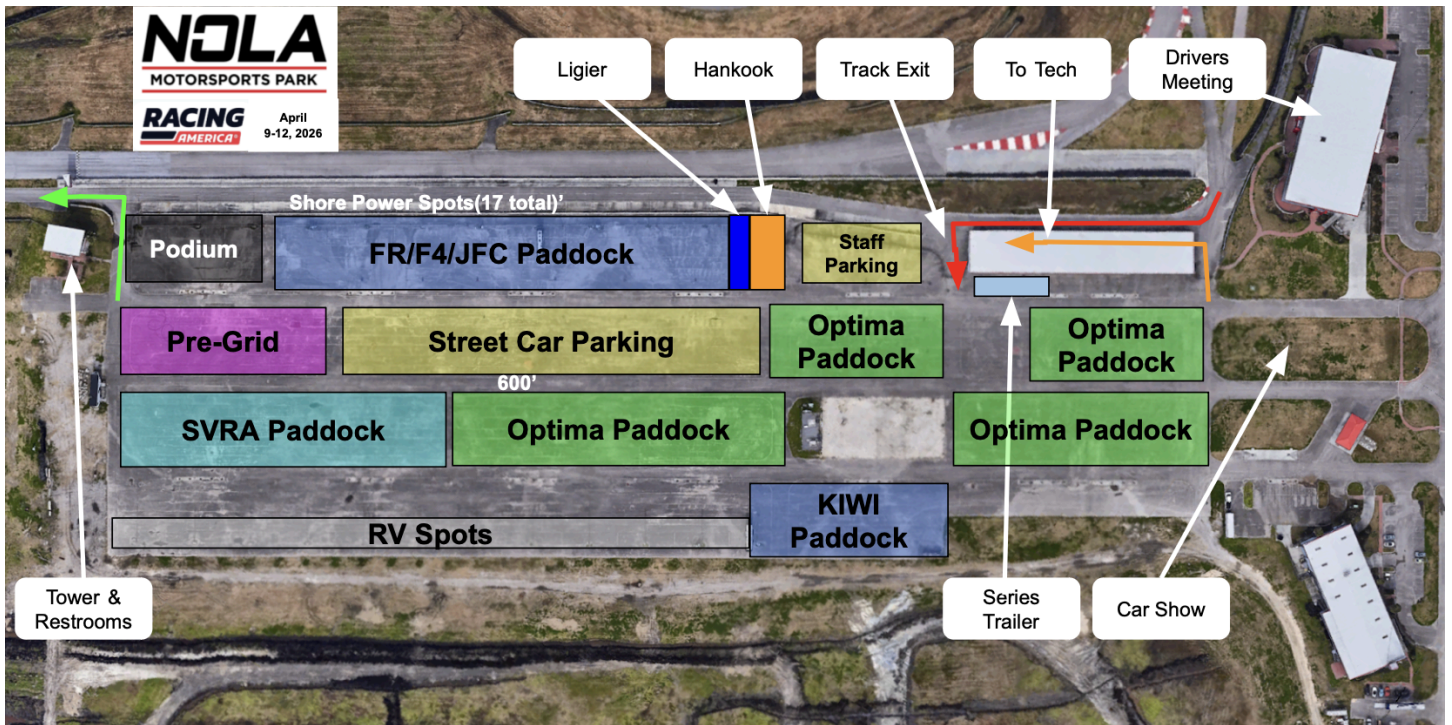 NOLA
MOTORSPORTS PARK
RACING
AMERICA
April
9-12, 2026
Ligier
Hankook
Track Exit
To Tech
Drivers
Meeting
Shore Power Spots(17 total)’
Podium
FR/F4/JFC Paddock
Staff
Parking
Pre-Grid
Street Car Parking
Optima
Paddock
Optima
Paddock
600’
SVRA Paddock
Optima Paddock
Optima Paddock
KIWI
Paddock
RV Spots
Tower &
Restrooms
Series
Trailer
Car Show